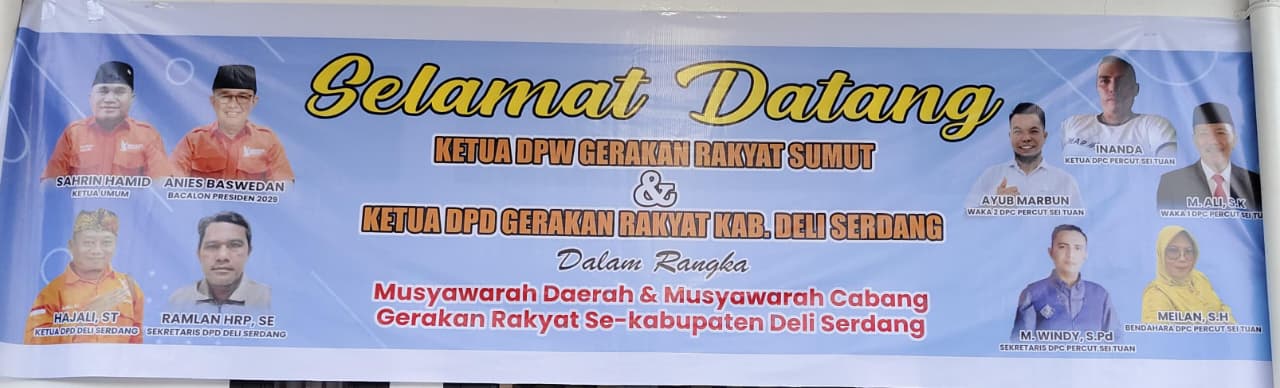 Selamat Datang
KETUA DPW GERAKAN RAKYAT SUMUT
&
KETUA DPD GERAKAN RAKYAT KAB. DELI SERDANG
Dalam Rangka
Musyawarah Daerah & Musyawarah Cabang
Gerakan Rakyat Se-kabupaten Deli Serdang
SAHRIN HAMID
KETUA UMUM
ANIES BASWEDAN
BACALON PRESIDEN 2029
HAJALI, ST
KETUA DPD DELI SERDANG
RAMLAN HRP, SE
SEKRETARIS DPD DELI SERDANG
AYUB MARBUN
WAKA 2 DPC PERCUT SEI TUAN
INANDA
KETUA DPC PERCUT SEI TUAN
M. ALI, S.K
WAKA 1 DPC PERCUT SEI TU
M. WINDY, S.Pd
SEKRETARIS DPC PERCUT SEI TUAN
MEILAN, S.H
BENDAHARA DPC PERCUT SEI TUAN